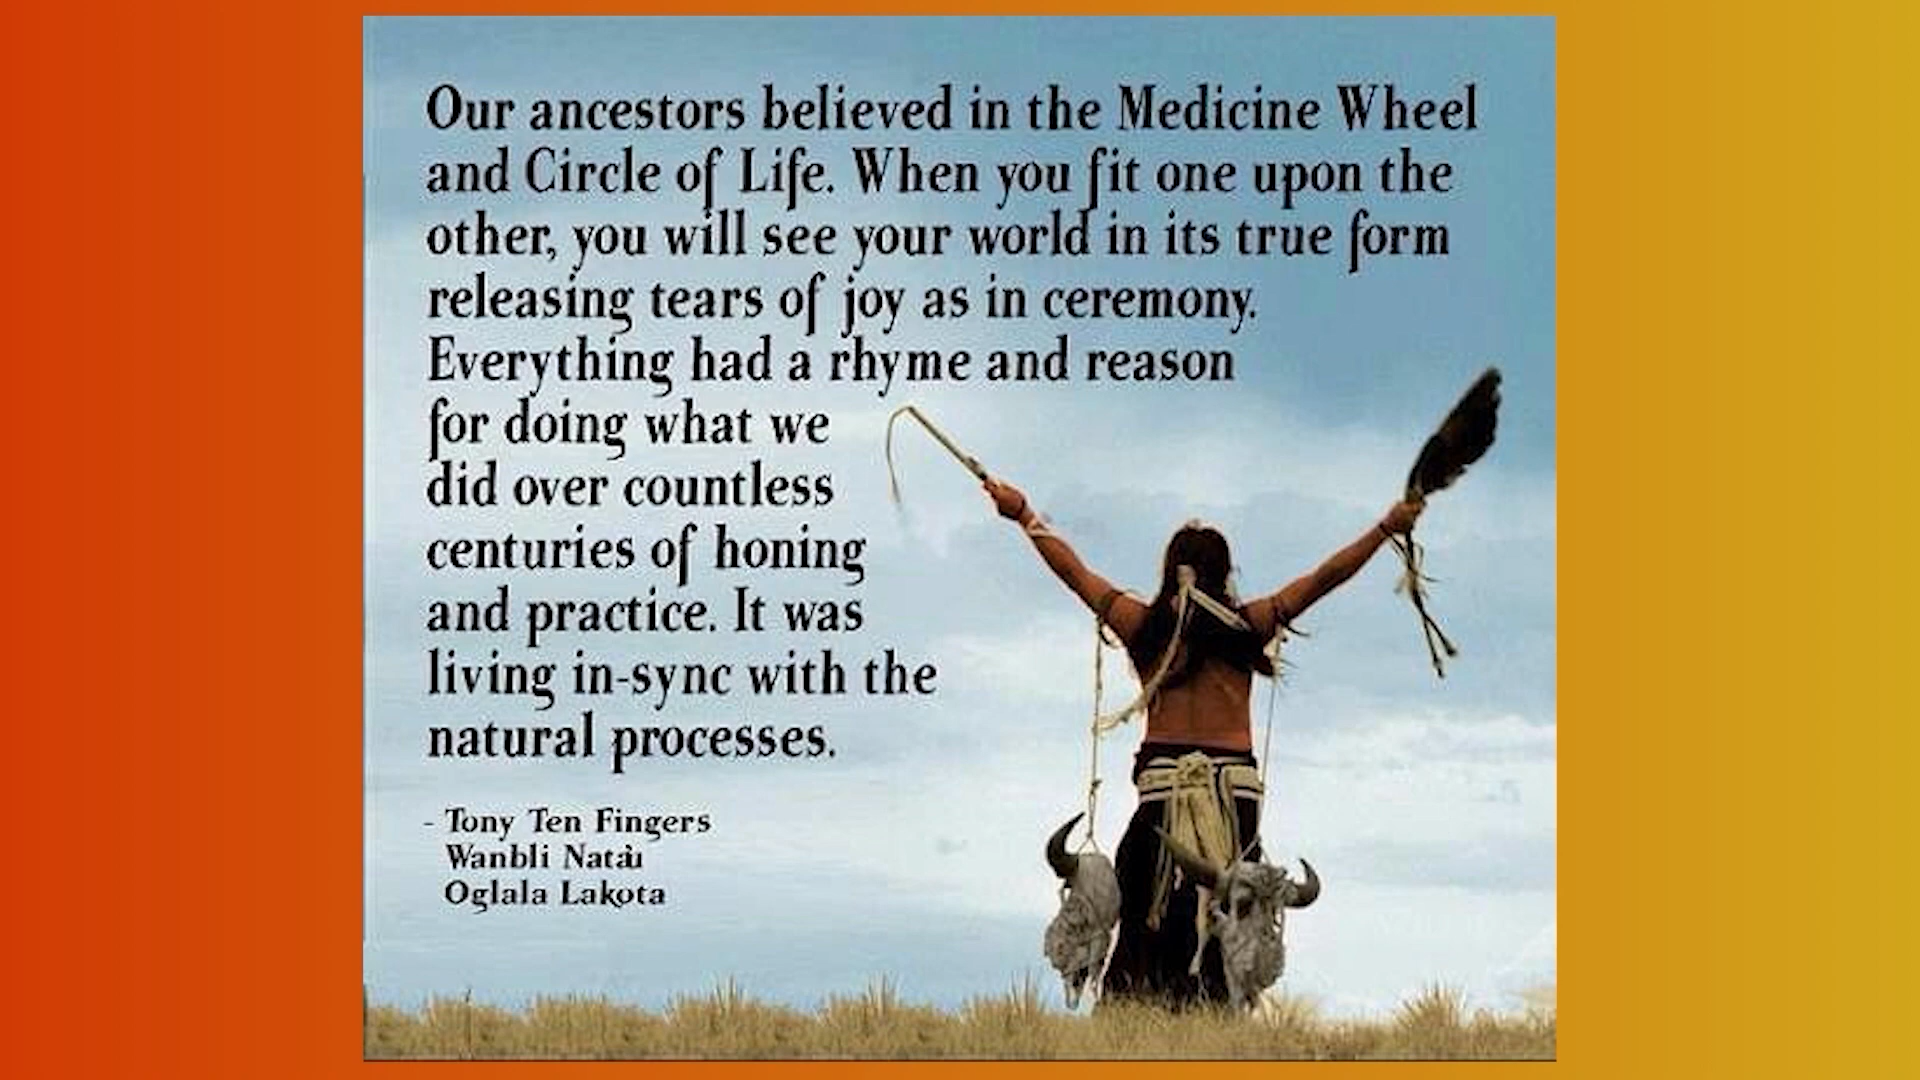 Our ancestors believed in the Medicine Wheel
and Circle of Life. When you fit one upon the
other, you will see your world in its true form
releasing tears of joy as in ceremony.
Everything had a rhyme and reason
for doing what we
did over countless
centuries of honing
and practice. It was
living in-sync with the
natural processes.
- Tony Ten Fingers
Wanbli
Oglala Lakota